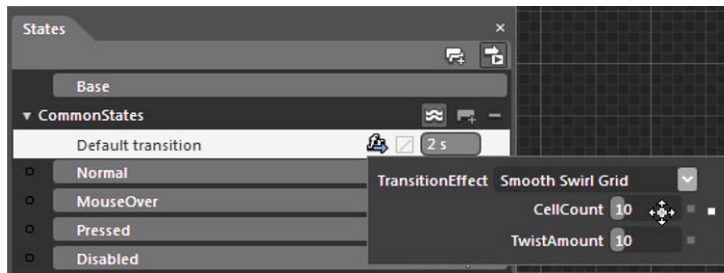 States
Base
CommonStates
Default transition 2 s
Normal
TransitionEffect Smooth Swirl Grid
MouseOver
CellCount 10
Pressed
TwistAmount 10
Disabled